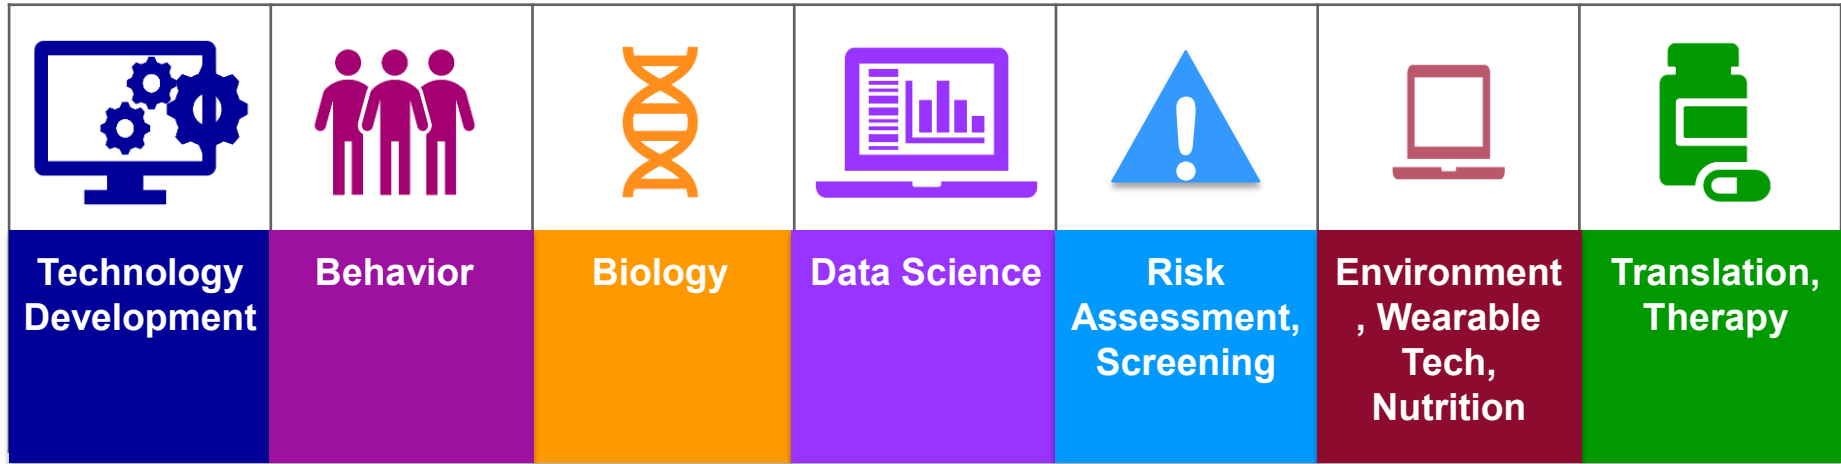 Technology
Development
Behavior
Biology
Data Science
Risk
Assessment,
Screening
Environment
, Wearable
Tech,
Nutrition
Translation,
Therapy